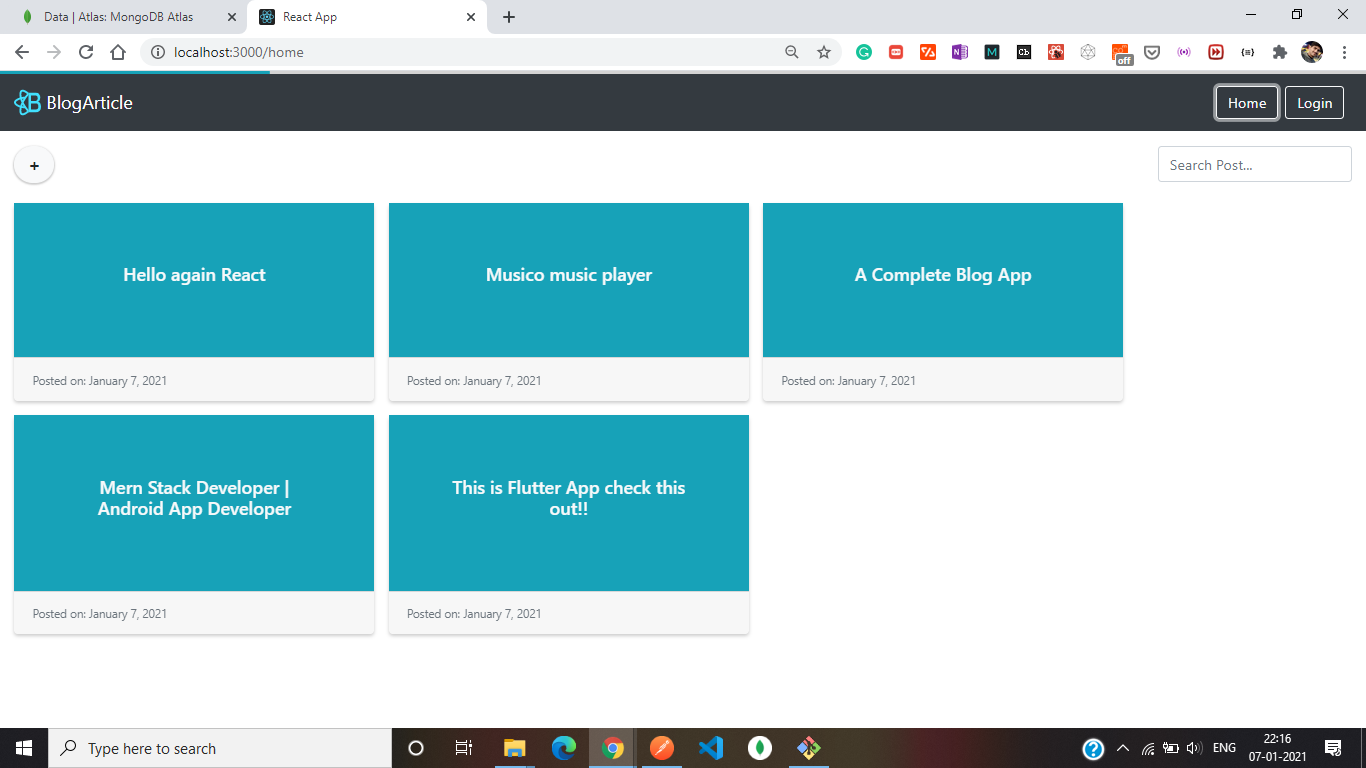 Data | Atlas: MongoDB Atlas
React App
localhost:3000/home
off
BlogArticle
Home
Login
+
Search Post...
Hello again React
Musico music player
A Complete Blog App
Posted on: January 7, 2021
Posted on: January 7, 2021
Posted on: January 7, 2021
Mern Stack Developer |
Android App Developer
This is Flutter App check this
out!!
Posted on: January 7, 2021
Posted on: January 7, 2021
Type here to search
ENG
22:16
07-01-2021